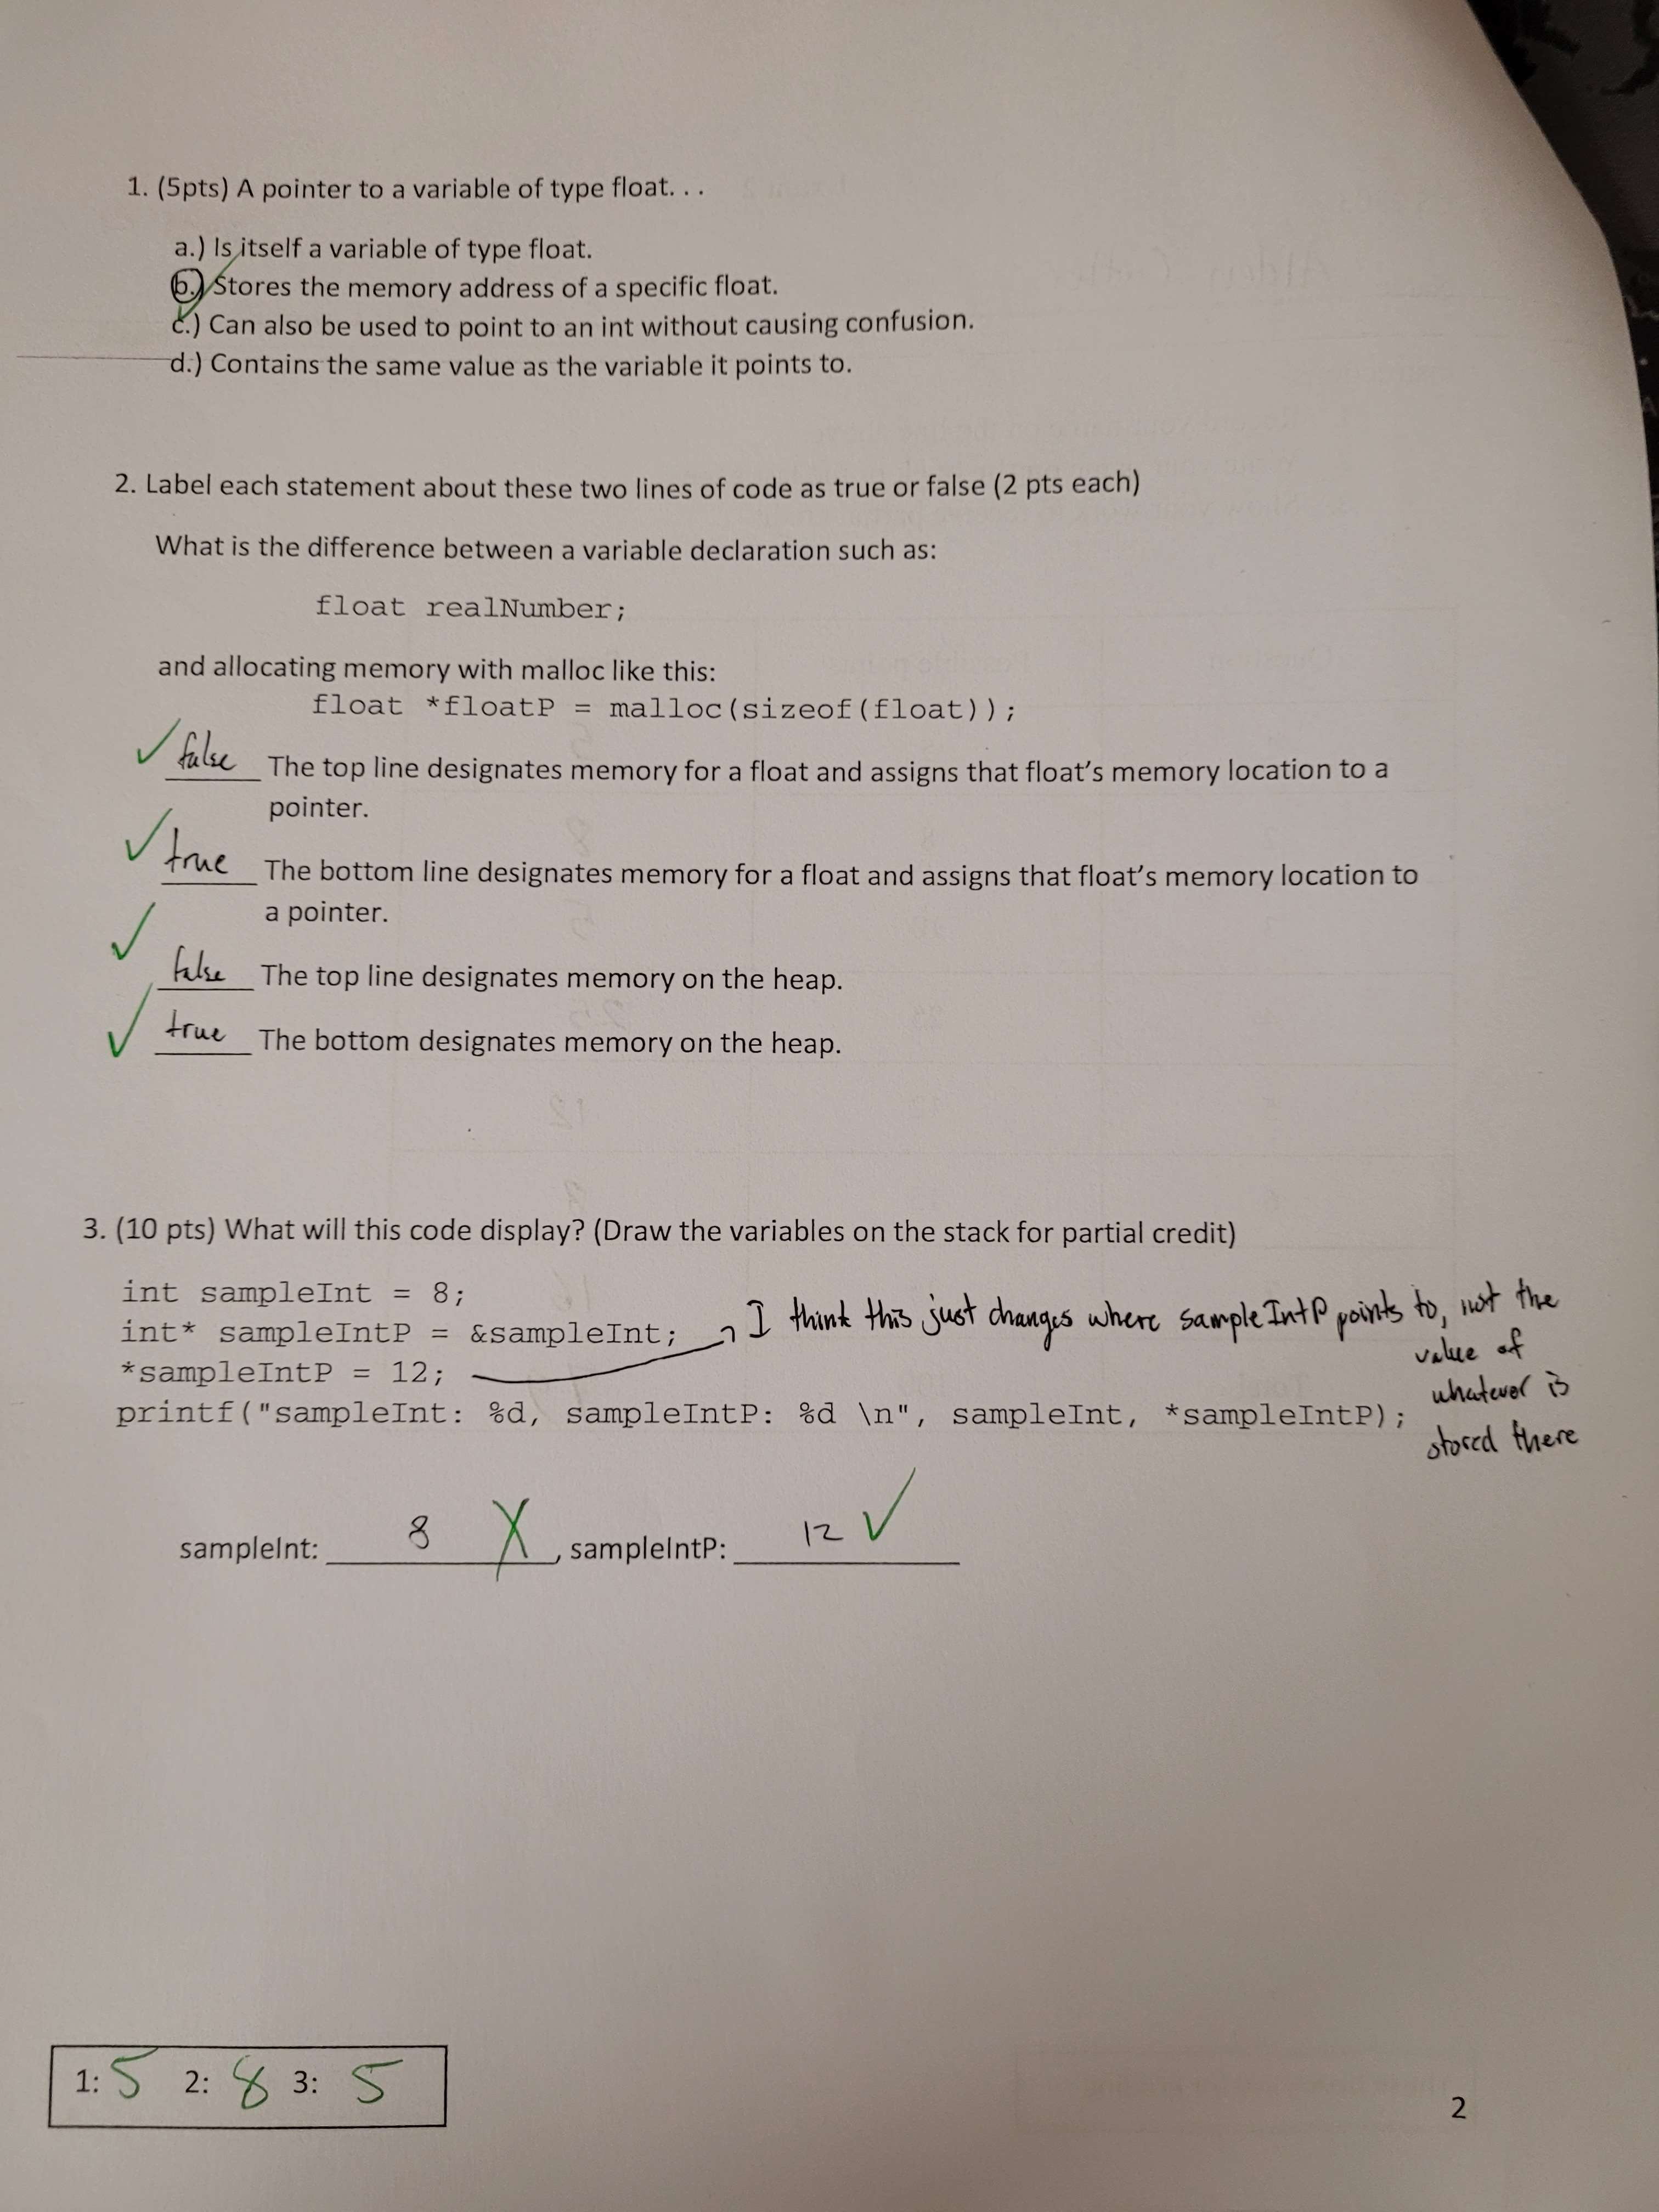 1. (5pts) A pointer to a variable of type float. . .
a.) Is itself a variable of type float.
b.) Stores the memory address of a specific float.
c.) Can also be used to point to an int without causing confusion.
d.) Contains the same value as the variable it points to.
2. Label each statement about these two lines of code as true or false (2 pts each)
What is the difference between a variable declaration such as:
float realNumber;
and allocating memory with malloc like this:
float *floatP = malloc(sizeof(float));
false The top line designates memory for a float and assigns that float's memory location to a
pointer.
true The bottom line designates memory for a float and assigns that float's memory location to
a pointer.
false The top line designates memory on the heap.
true The bottom designates memory on the heap.
3. (10 pts) What will this code display? (Draw the variables on the stack for partial credit)
int sampleInt = 8;
int* sampleIntP = &sampleInt;
*sampleIntP = 12;
printf("sampleInt: %d, sampleIntP: %d \n", sampleInt, *sampleIntP);
I think this just changes where sampleIntP points to, not the
value of
whatever is
stored there
sampleInt: 8 X, sampleIntP: 12
1: 5 2: 8 3: 5
2